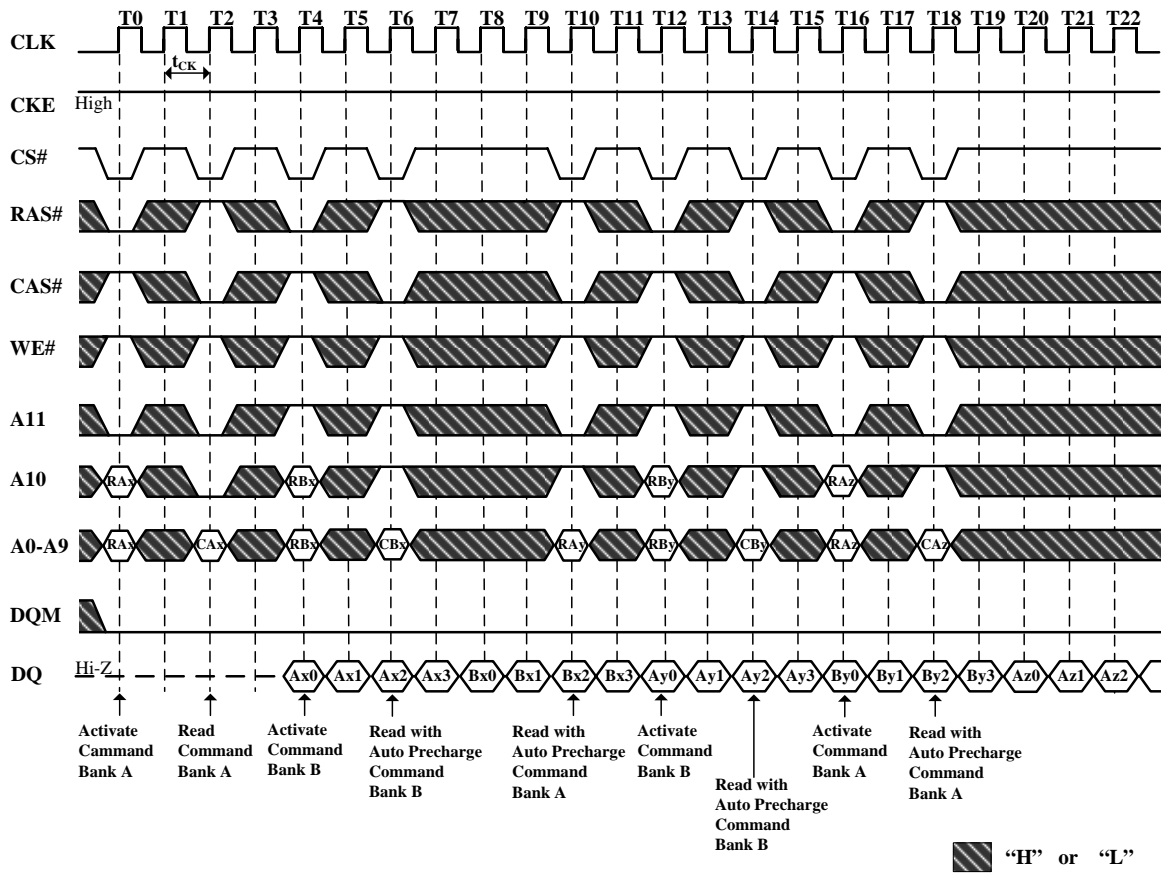 T0 T1 T2 T3 T4 T5 T6 T7 T8 T9 T10 T11 T12 T13 T14 T15 T16 T17 T18 T19 T20 T21 T22
CLK
tCK
CKE High
CS#
RAS#
CAS#
WE#
A11
A10 RAx RBx RBy RAz
A0-A9 RAx CAx RBx CBx RAy RBy CBy RAz CAz
DQM
DQ Hi-Z Ax0 Ax1 Ax2 Ax3 Bx0 Bx1 Bx2 Bx3 Ay0 Ay1 Ay2 Ay3 By0 By1 By2 By3 Az0 Az1 Az2
Activate
Cammand
Bank A
Read
Command
Bank A
Activate
Command
Bank B
Read with
Auto Precharge
Command
Bank B
Read with
Auto Precharge
Command
Bank A
Activate
Command
Bank B
Read with
Auto Precharge
Command
Bank B
Activate
Command
Bank A
Read with
Auto Precharge
Command
Bank A
“H” or “L”